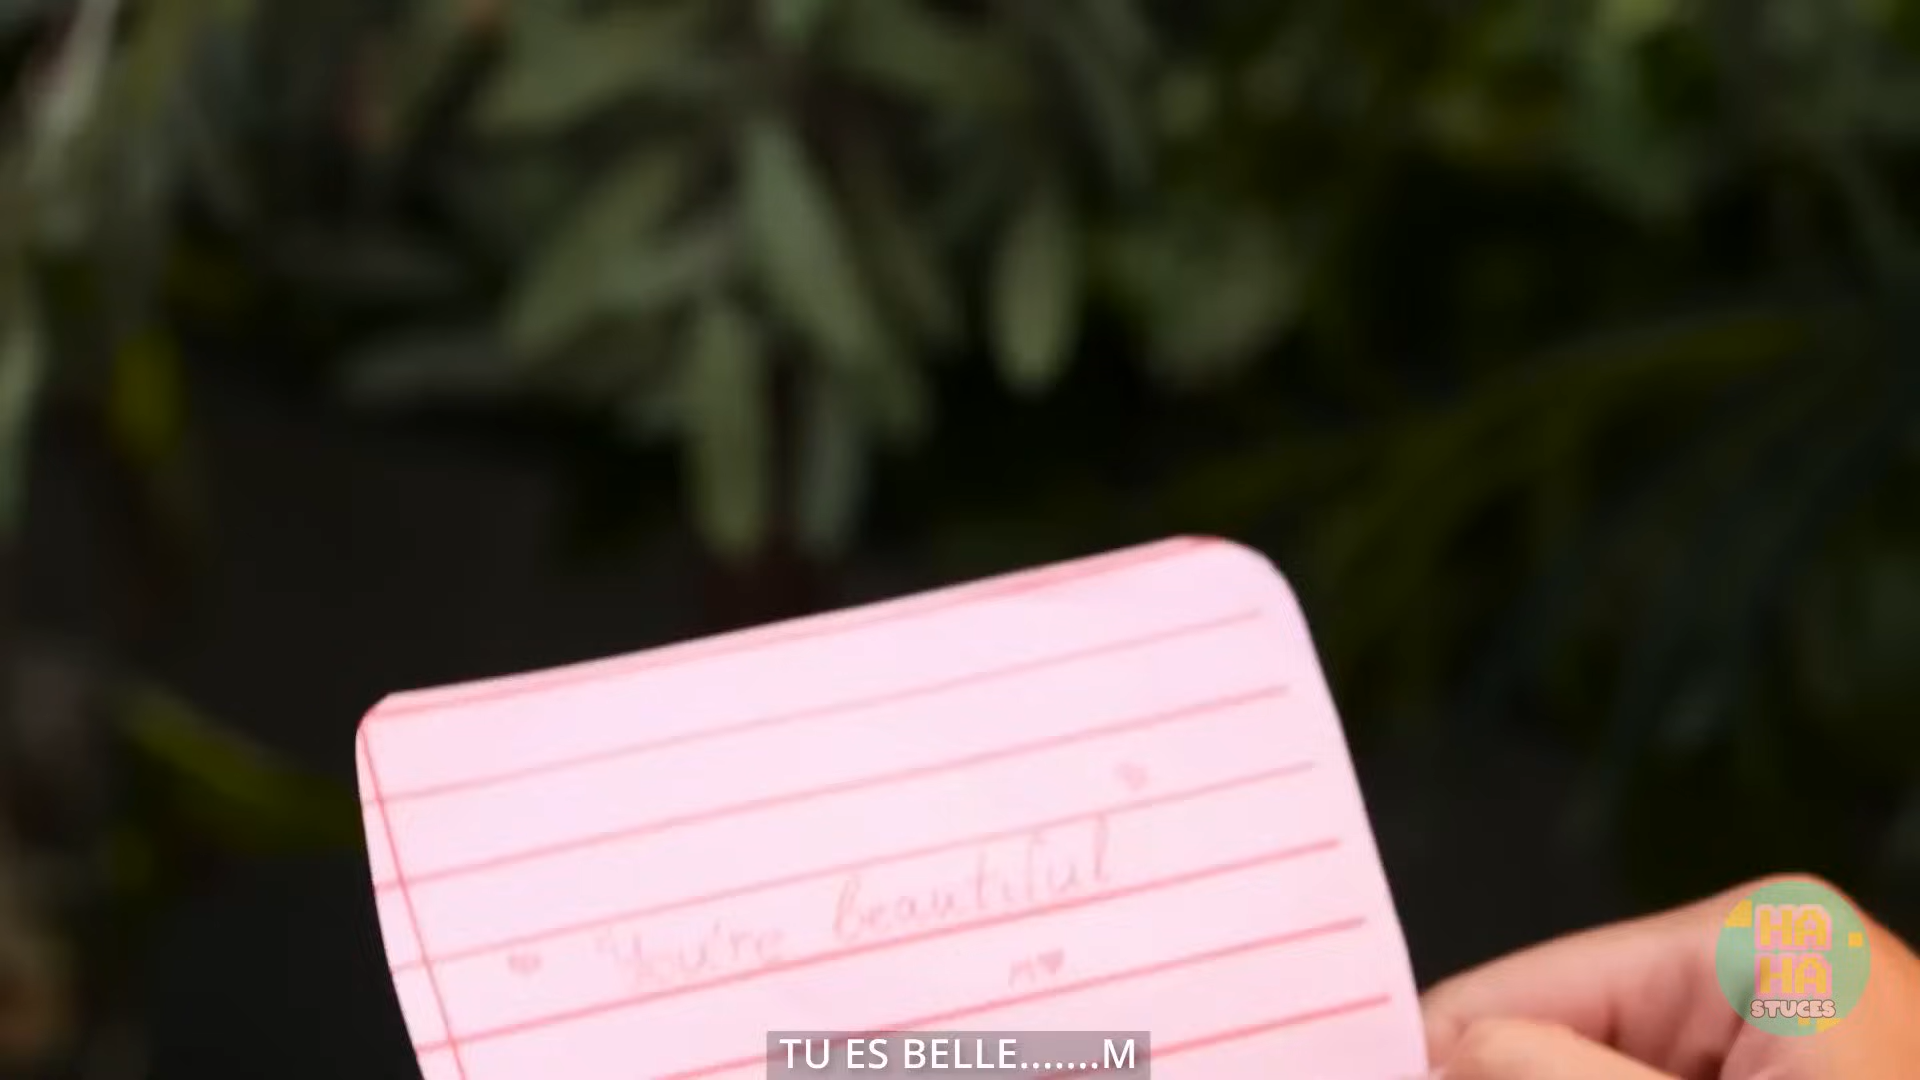 You're beautiful
M
TU ES BELLE.......M
HA
HA
STUCES